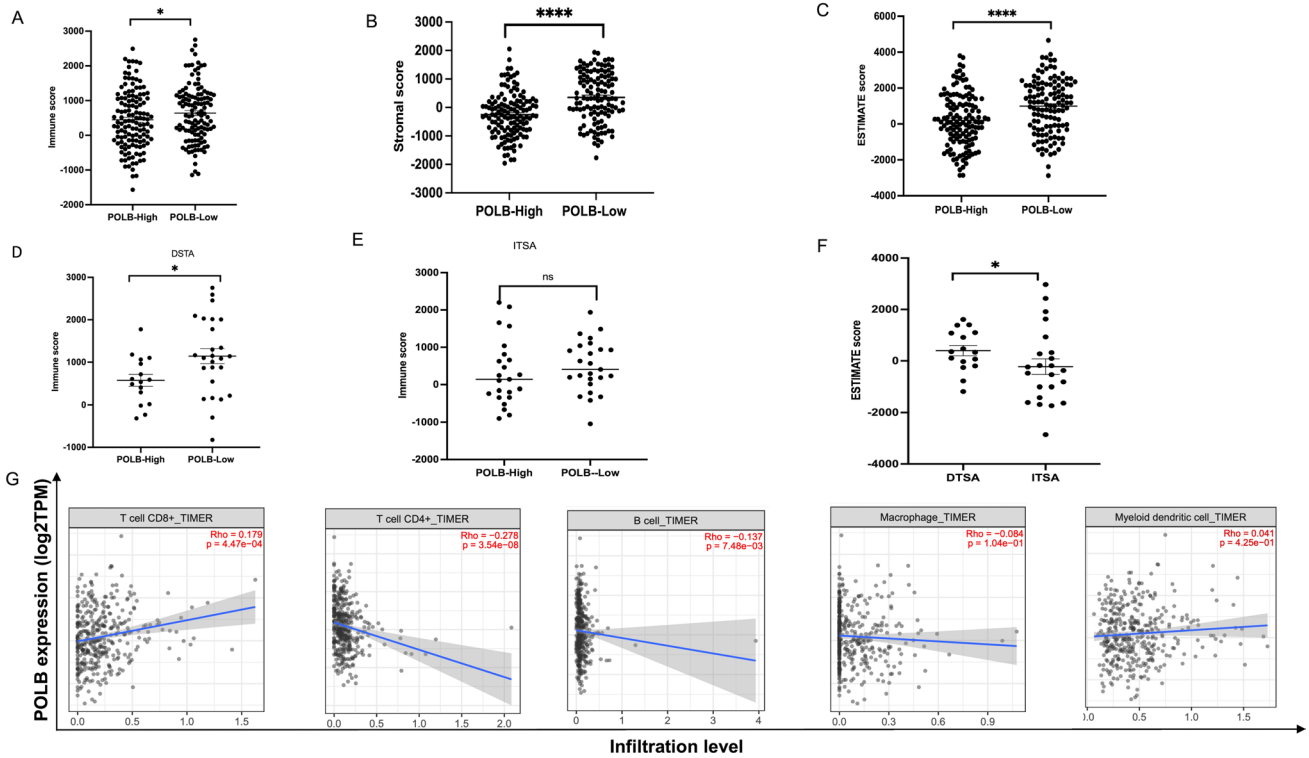 A
*
Immune score
3000
2000
1000
0
-1000
-2000
POLB-High
POLB-Low
B
****
Stromal score
3000
2000
1000
0
-1000
-2000
-3000
POLB-High
POLB-Low
C
****
ESTIMATE score
6000
4000
2000
0
-2000
-4000
POLB-High
POLB-Low
D
DSTA
*
Immune score
3000
2000
1000
0
-1000
POLB-High
POLB-Low
E
ITSA
ns
Immune score
3000
2000
1000
0
-1000
-2000
POLB-High
POLB--Low
F
*
ESTIMATE score
4000
2000
0
-2000
-4000
DTSA
ITSA
G
POLB expression (log2TPM)
T cell CD8+_TIMER
Rho = 0.179
p = 4.47e−04
0.0
0.5
1.0
1.5
T cell CD4+_TIMER
Rho = −0.278
p = 3.54e−08
0.0
0.5
1.0
1.5
2.0
B cell_TIMER
Rho = −0.137
p = 7.48e−03
0
1
2
3
4
Macrophage_TIMER
Rho = −0.084
p = 1.04e−01
0.0
0.3
0.6
0.9
Myeloid dendritic cell_TIMER
Rho = 0.041
p = 4.25e−01
0.5
1.0
1.5
Infiltration level